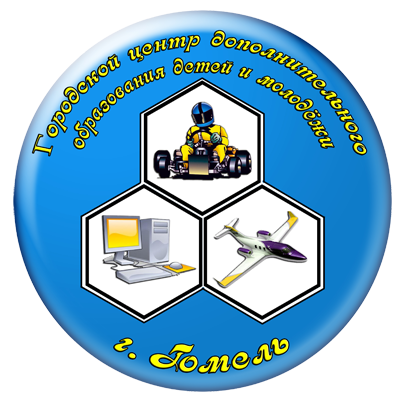 Городской центр дополнительного
образования детей и молодёжи
г. Гомель